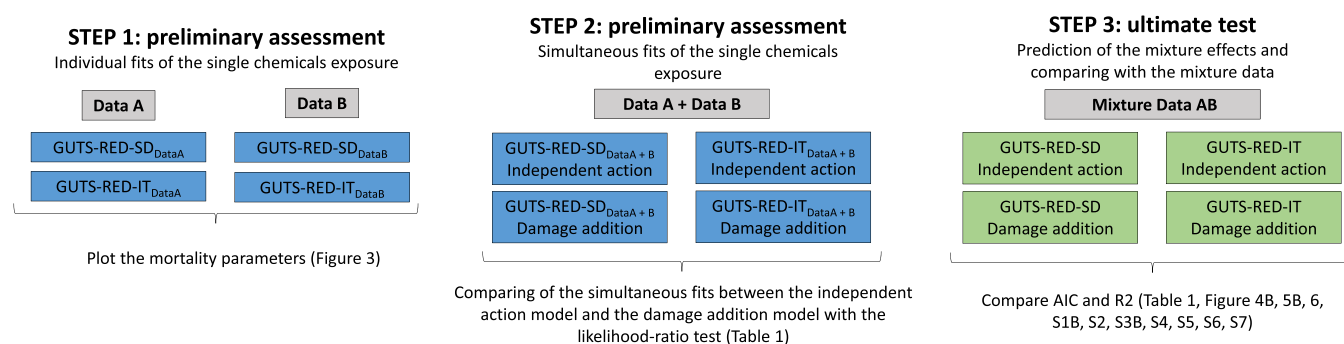 STEP 1: preliminary assessment
Individual fits of the single chemicals exposure
Data A
Data B
GUTS-RED-SDDataA
GUTS-RED-SDDataB
GUTS-RED-ITDataA
GUTS-RED-ITDataB
Plot the mortality parameters (Figure 3)
STEP 2: preliminary assessment
Simultaneous fits of the single chemicals
exposure
Data A + Data B
GUTS-RED-SDDataA + B
Independent action
GUTS-RED-ITDataA + B
Independent action
GUTS-RED-SDDataA + B
Damage addition
GUTS-RED-ITDataA + B
Damage addition
Comparing of the simultaneous fits between the independent
action model and the damage addition model with the
likelihood-ratio test (Table 1)
STEP 3: ultimate test
Prediction of the mixture effects and
comparing with the mixture data
Mixture Data AB
GUTS-RED-SD
Independent action
GUTS-RED-IT
Independent action
GUTS-RED-SD
Damage addition
GUTS-RED-IT
Damage addition
Compare AIC and R2 (Table 1, Figure 4B, 5B, 6,
S1B, S2, S3B, S4, S5, S6, S7)